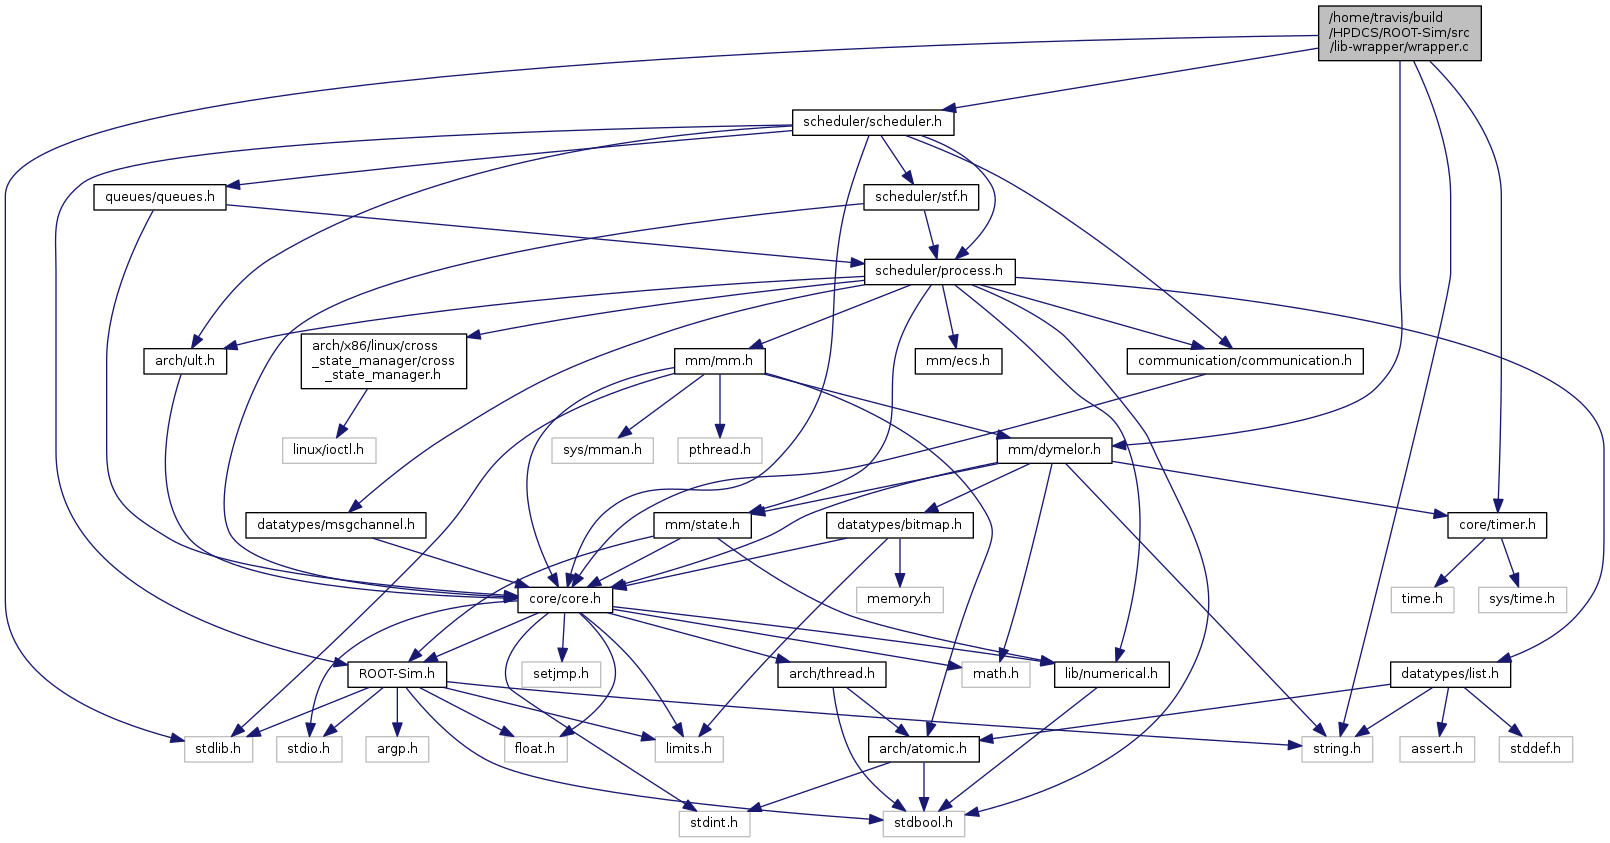 /home/travis/build
/HPDCS/ROOT-Sim/src
/lib-wrapper/wrapper.c
scheduler/scheduler.h
queues/queues.h
scheduler/stf.h
scheduler/process.h
arch/ult.h
arch/x86/linux/cross
_state_manager/cross
_state_manager.h
mm/mm.h
mm/ecs.h
communication/communication.h
linux/ioctl.h
sys/mman.h
pthread.h
mm/dymelor.h
datatypes/msgchannel.h
mm/state.h
datatypes/bitmap.h
core/timer.h
core/core.h
memory.h
time.h
sys/time.h
ROOT-Sim.h
setjmp.h
arch/thread.h
math.h
lib/numerical.h
datatypes/list.h
stdlib.h
stdio.h
argp.h
float.h
limits.h
arch/atomic.h
string.h
assert.h
stddef.h
stdint.h
stdbool.h